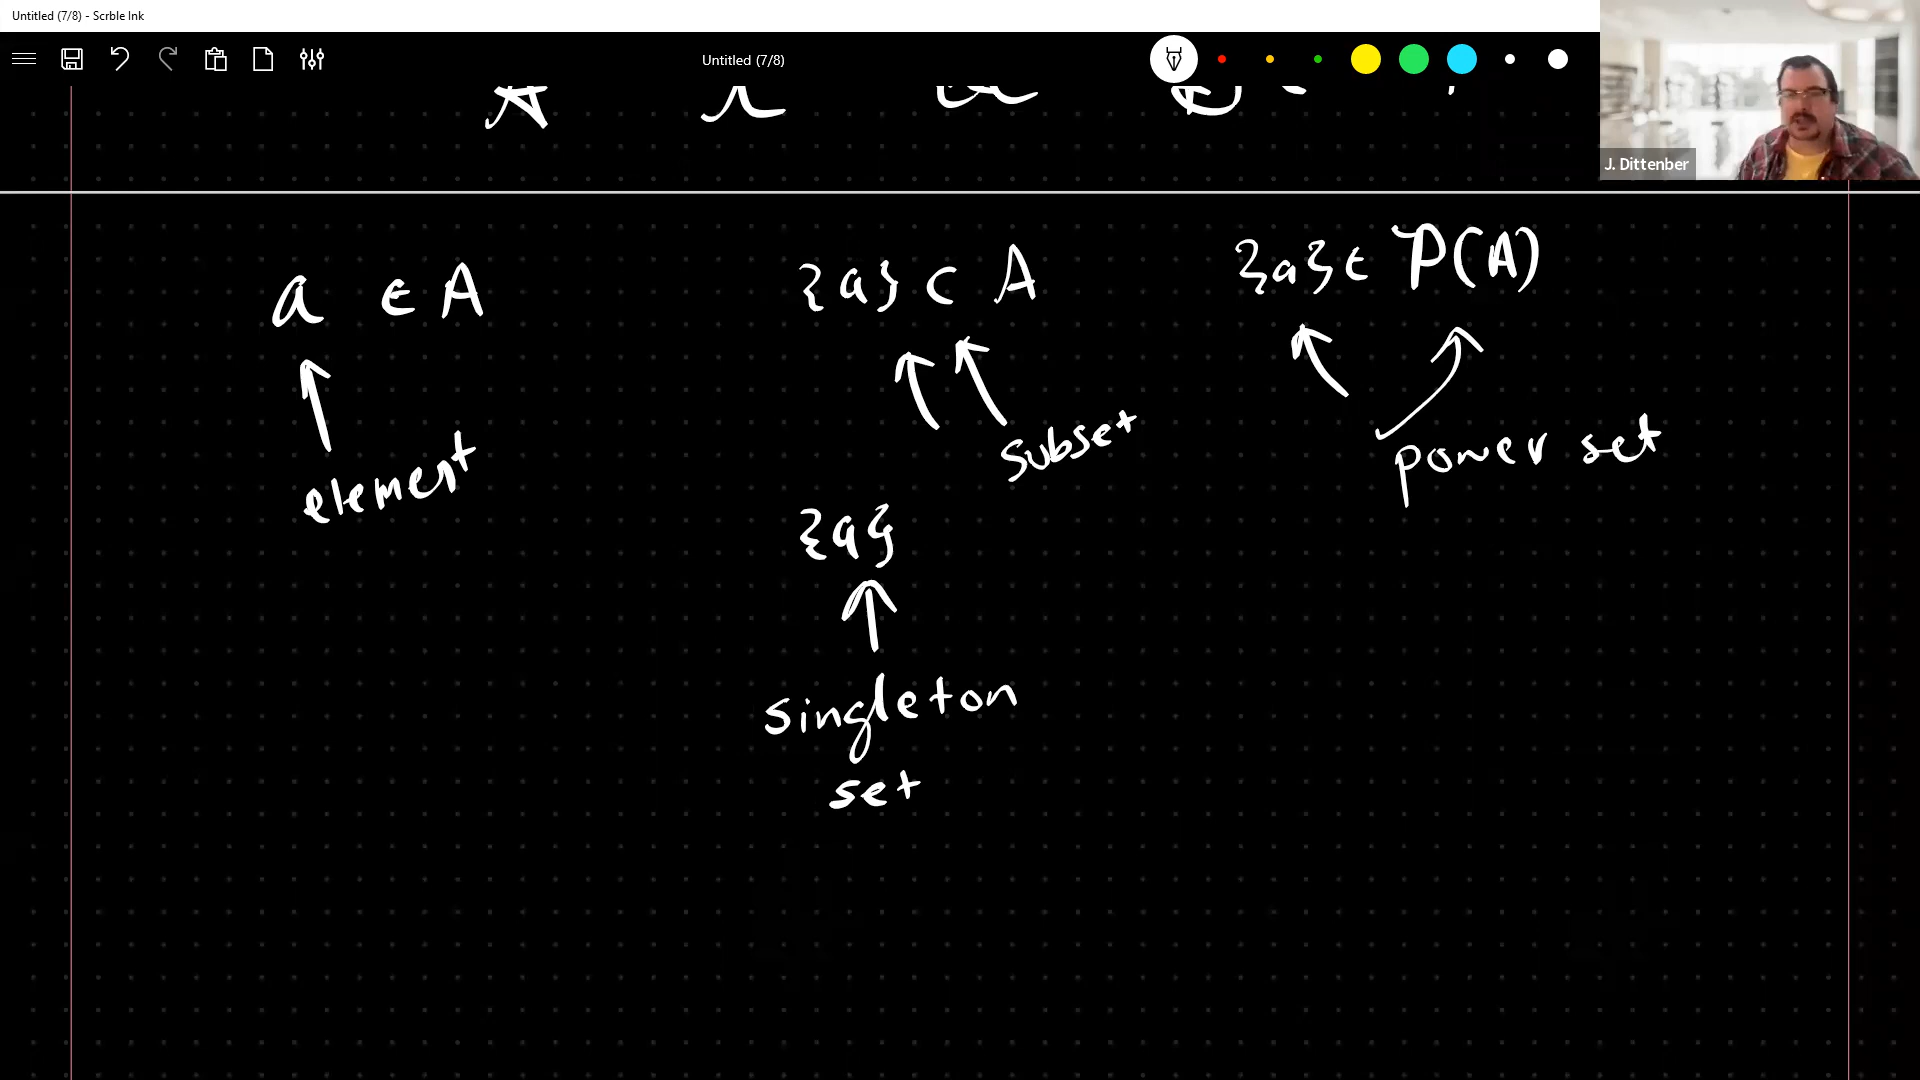 Untitled (7/8) - Scrble Ink
Untitled (7/8)
J. Dittenber
a ∈ A
{a} ⊂ A
{a} ∈ P(A)
element
subset
power set
{a}
singleton
set